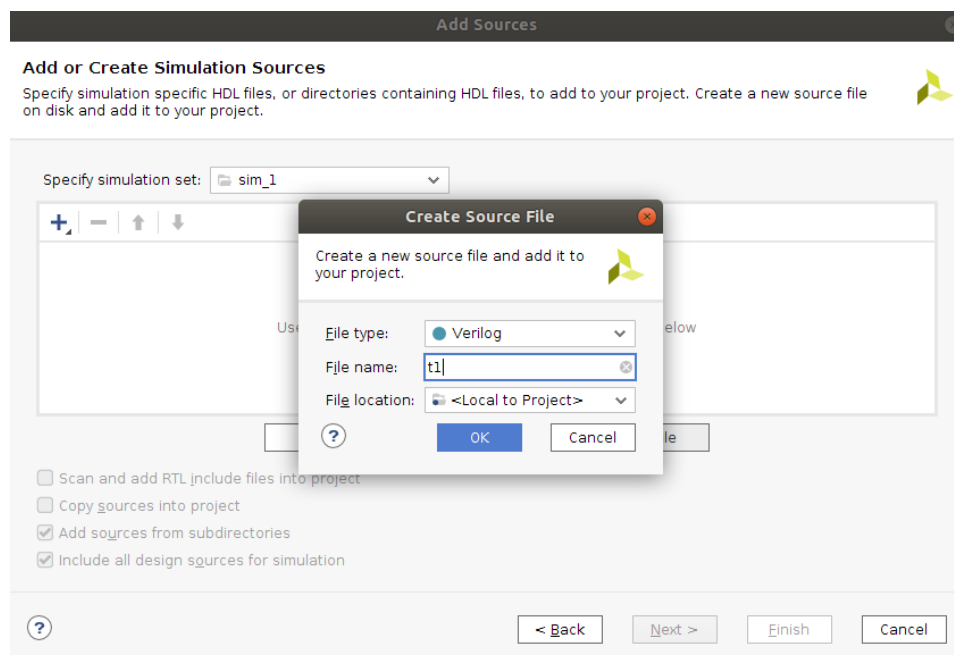 Add Sources
Add or Create Simulation Sources
Specify simulation specific HDL files, or directories containing HDL files, to add to your project. Create a new source file
on disk and add it to your project.
Specify simulation set: sim_1
Create Source File
Create a new source file and add it to
your project.
File type: Verilog
File name: t1
File location: <Local to Project>
? OK Cancel
Scan and add RTL include files into project
Copy sources into project
Add sources from subdirectories
Include all design sources for simulation
? < Back Next > Finish Cancel